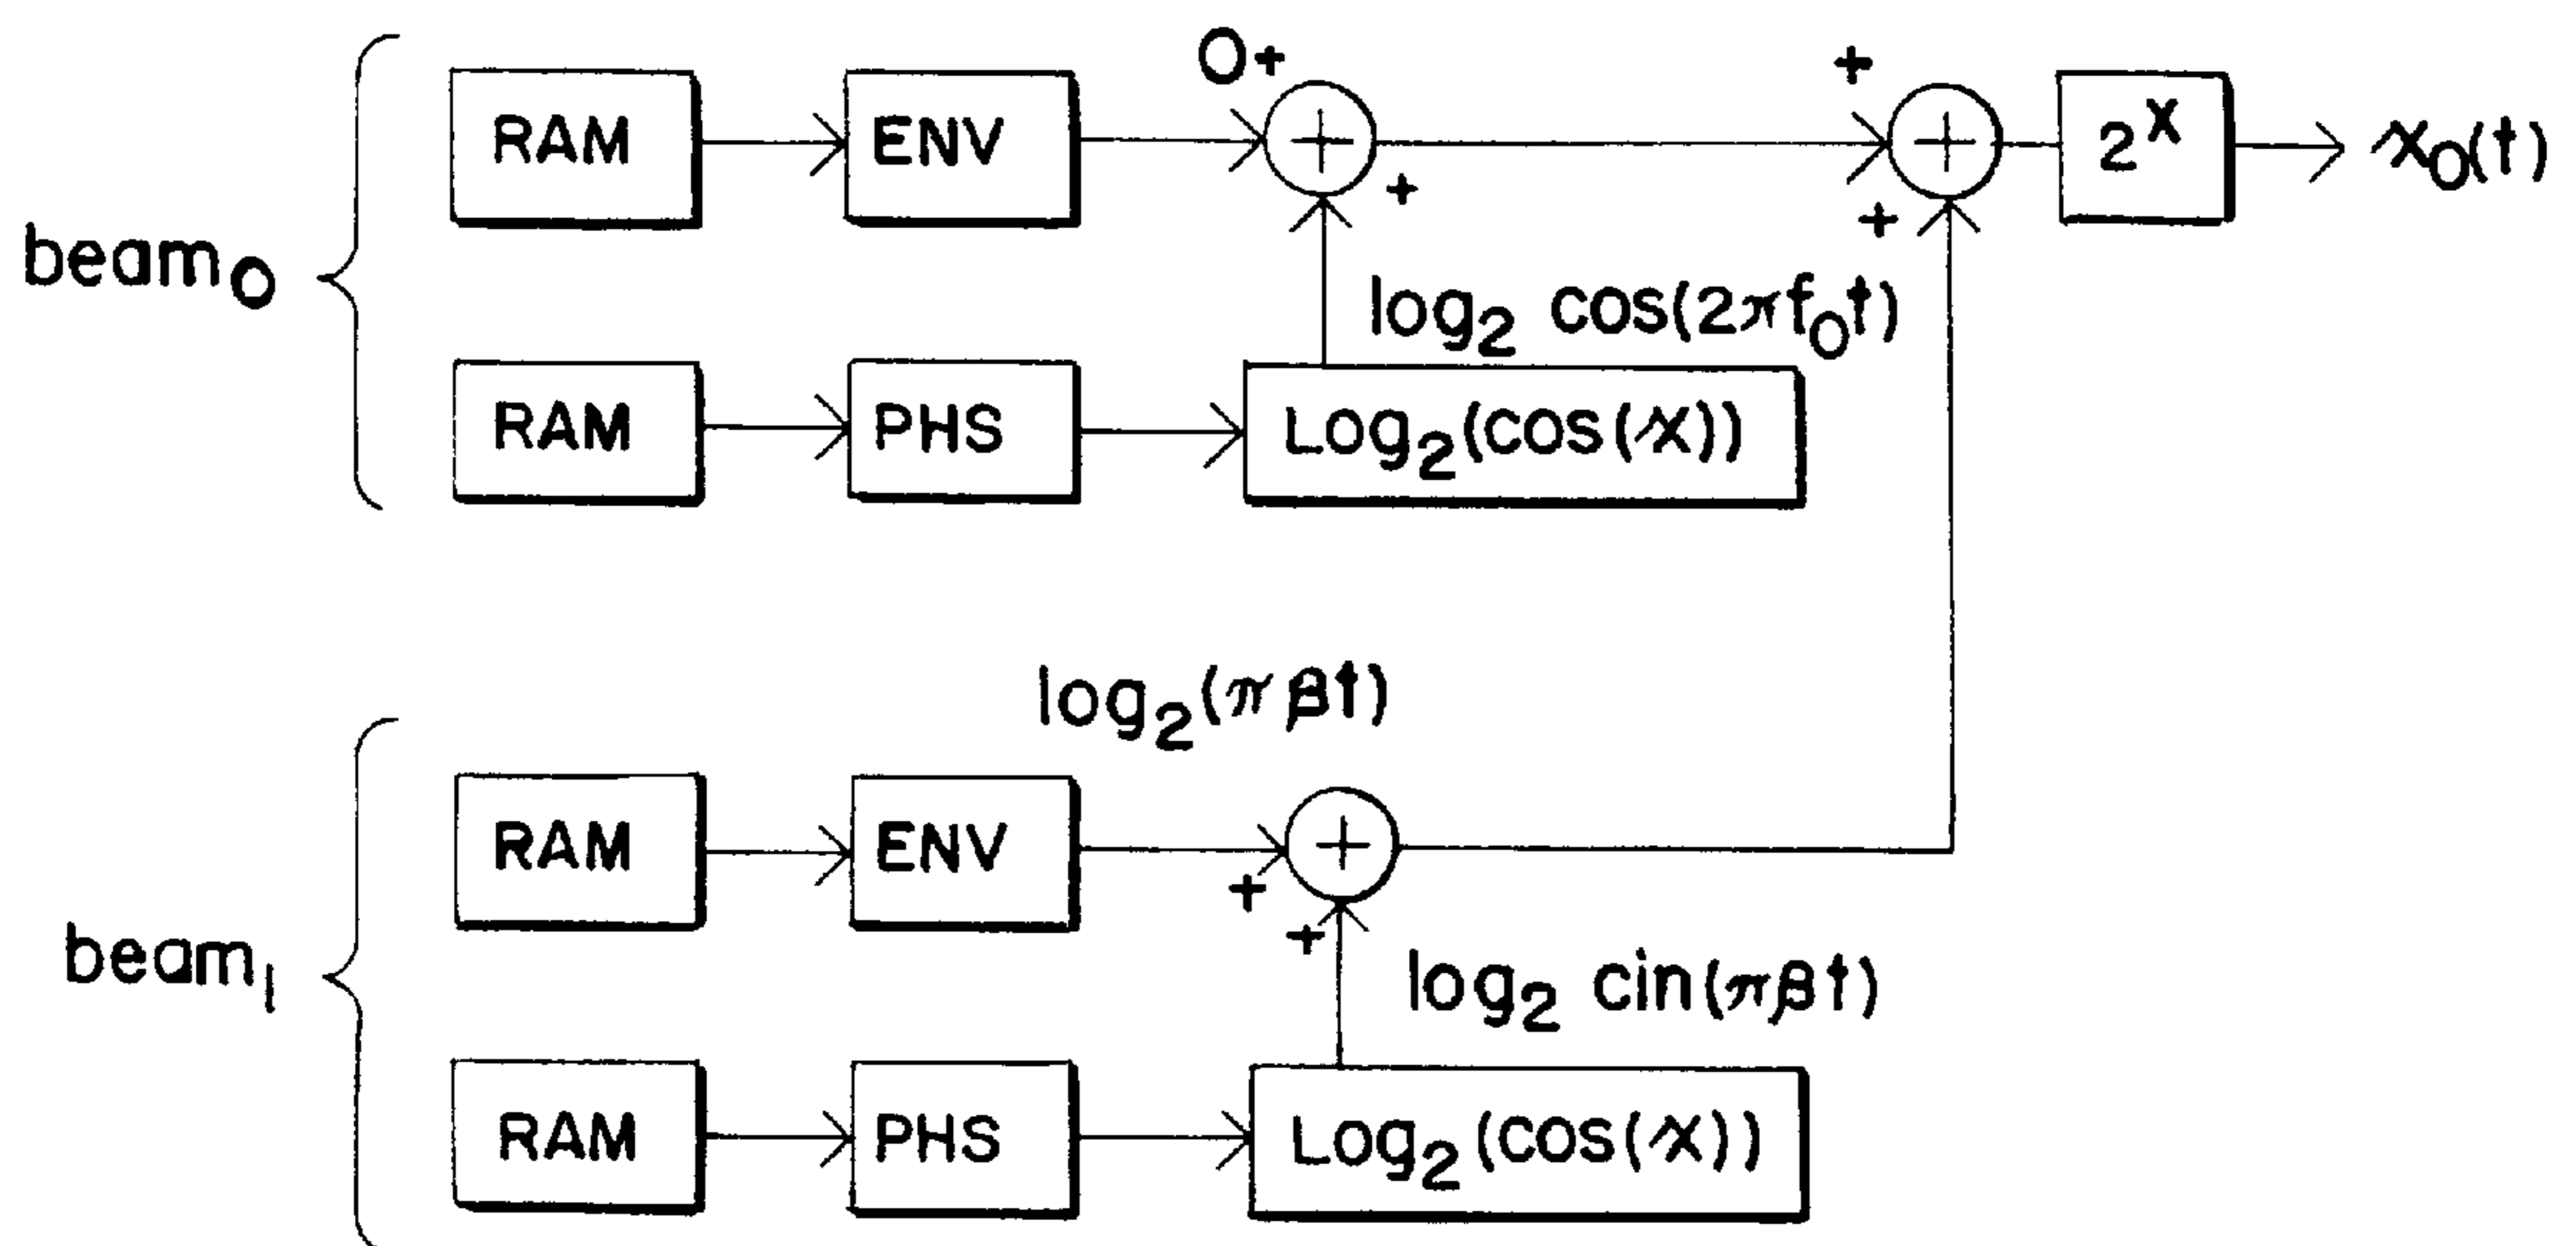 0+
+
RAM
ENV
+
+
2^X
x₀(t)
+
+
beam₀
log₂ cos(2πf₀t)
RAM
PHS
Log₂(cos(x))
log₂(πβt)
RAM
ENV
+
+
+
beam₁
log₂ cin(πβt)
RAM
PHS
Log₂(cos(x))